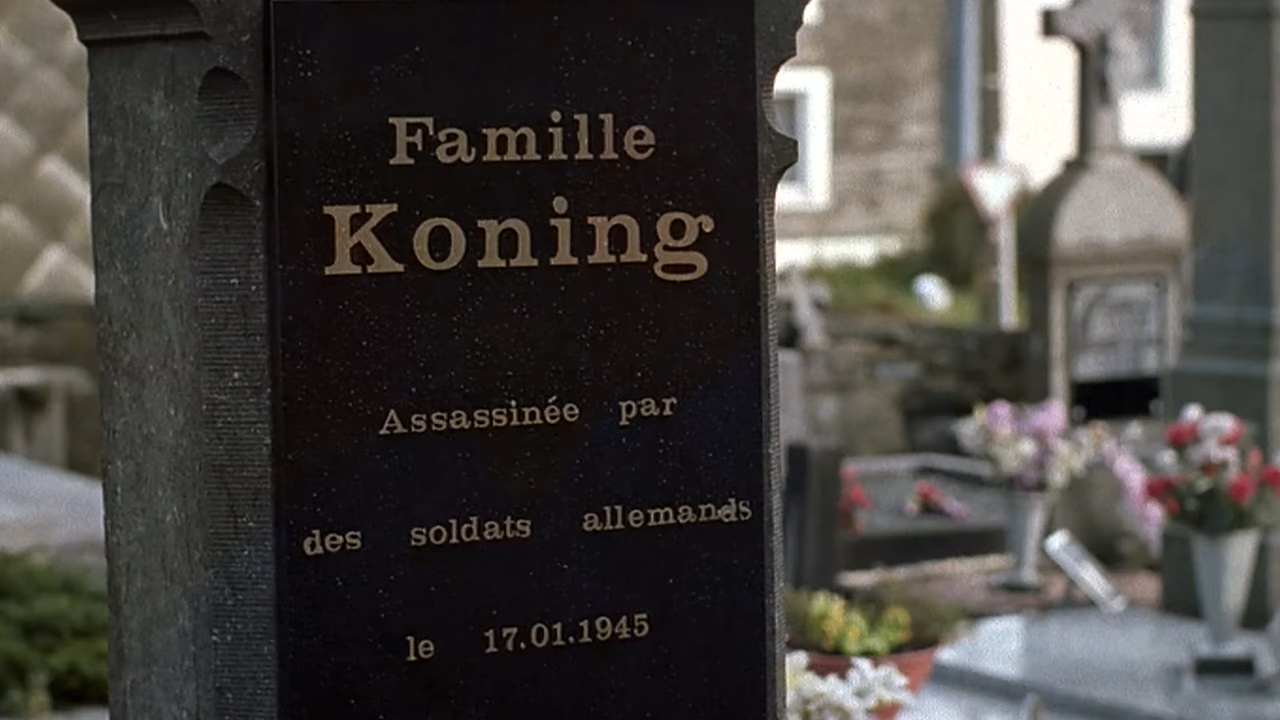 Famille
Koning
Assassinée par
des soldats allemands
le 17.01.1945